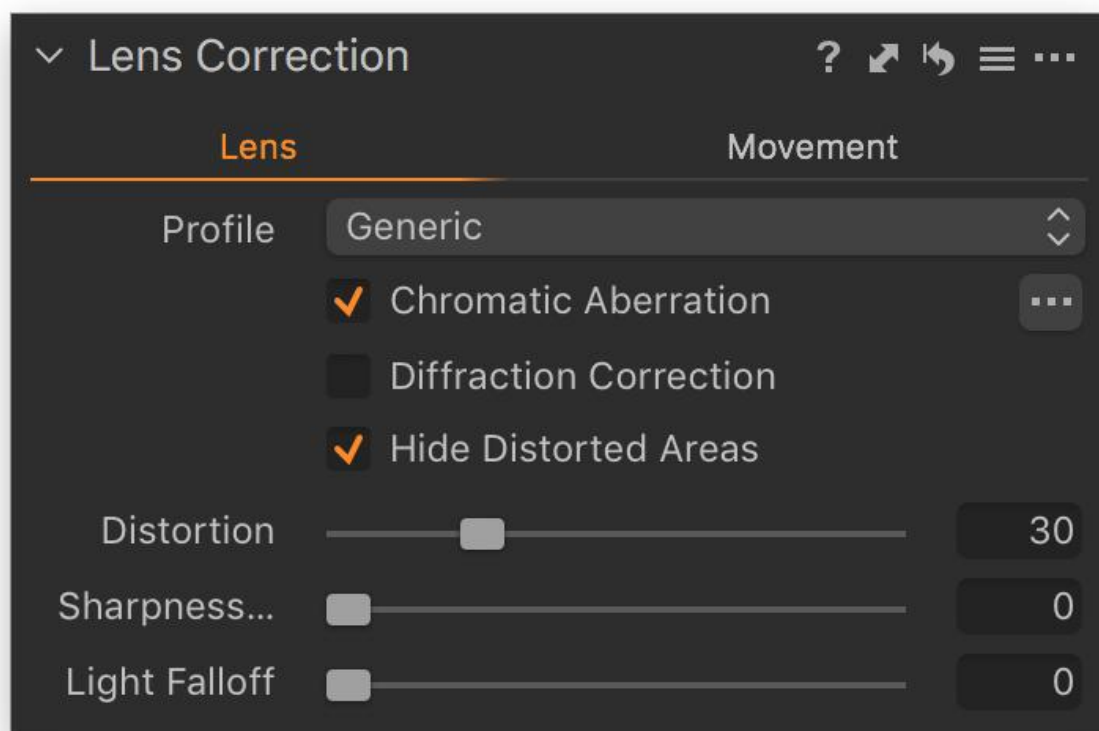 Lens Correction ?
Lens Movement
Profile Generic
Chromatic Aberration
Diffraction Correction
Hide Distorted Areas
Distortion 30
Sharpness... 0
Light Falloff 0